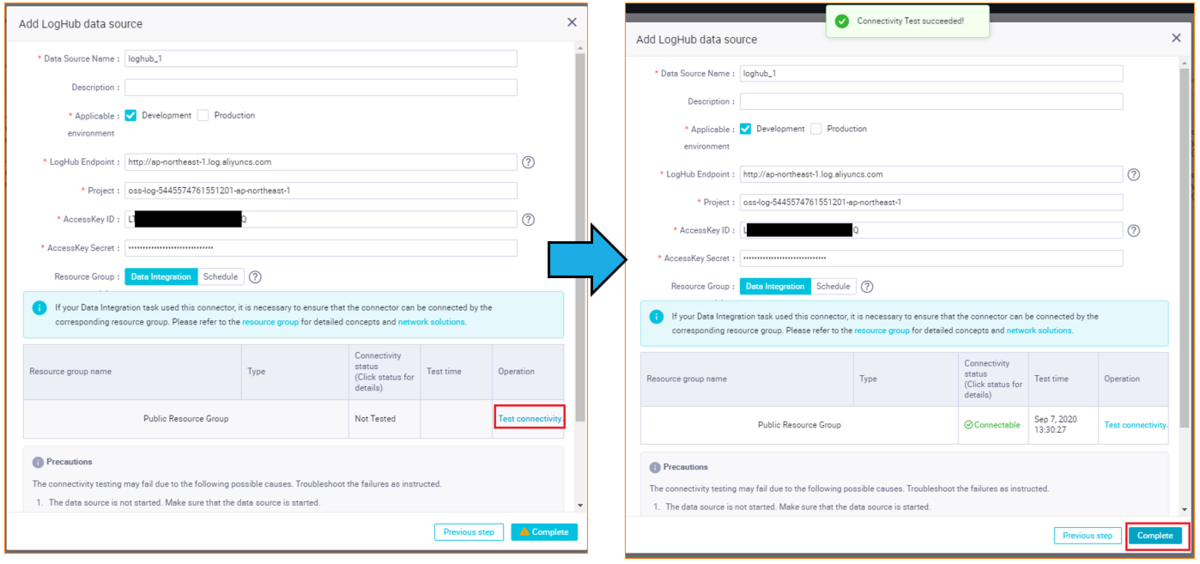 Add LogHub data source
* Data Source Name : loghub_1
Description :
* Applicable : Development Production
environment
* LogHub Endpoint : http://ap-northeast-1.log.aliyuncs.com
* Project : oss-log-5445574761551201-ap-northeast-1
* AccessKey ID : LT Q
* AccessKey Secret : ••••••••••••••••••••••••••••••
Resource Group : Data Integration Schedule
If your Data Integration task used this connector, it is necessary to ensure that the connector can be connected by the
corresponding resource group. Please refer to the resource group for detailed concepts and network solutions.
Resource group name Type Connectivity status (Click status for details) Test time Operation
Public Resource Group Not Tested Test connectivity
Precautions
The connectivity testing may fail due to the following possible causes. Troubleshoot the failures as instructed.
1. The data source is not started. Make sure that the data source is started.
Previous step Complete
Connectivity Test succeeded!
Add LogHub data source
* Data Source Name : loghub_1
Description :
* Applicable : Development Production
environment
* LogHub Endpoint : http://ap-northeast-1.log.aliyuncs.com
* Project : oss-log-5445574761551201-ap-northeast-1
* AccessKey ID : L Q
* AccessKey Secret : ••••••••••••••••••••••••••••••
Resource Group : Data Integration Schedule
If your Data Integration task used this connector, it is necessary to ensure that the connector can be connected by the
corresponding resource group. Please refer to the resource group for detailed concepts and network solutions.
Resource group name Type Connectivity status (Click status for details) Test time Operation
Public Resource Group Connectable Sep 7, 2020 13:30:27 Test connectivity
Precautions
The connectivity testing may fail due to the following possible causes. Troubleshoot the failures as instructed.
1. The data source is not started. Make sure that the data source is started.
Previous step Complete